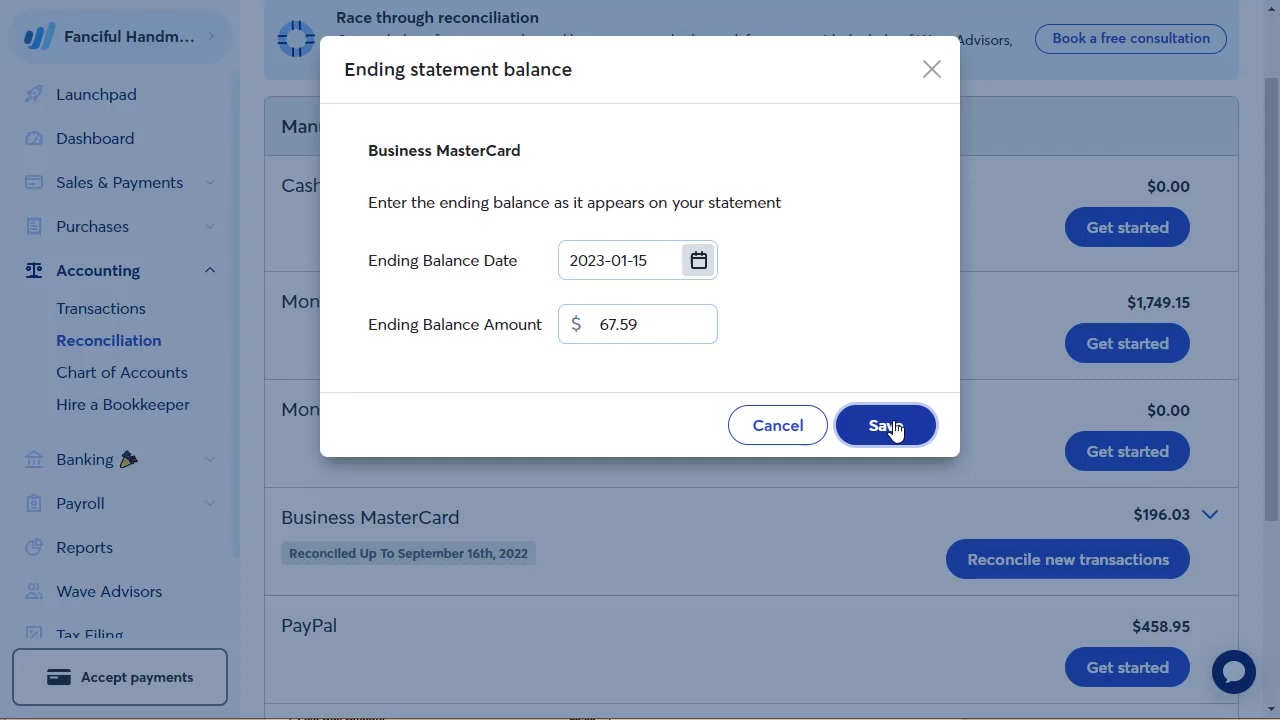 Fanciful Handm...
Launchpad
Dashboard
Sales & Payments
Purchases
Accounting
Transactions
Reconciliation
Chart of Accounts
Hire a Bookkeeper
Banking
Payroll
Reports
Wave Advisors
Tax Filing
Accept payments
Race through reconciliation
Advisors,
Book a free consultation
Ending statement balance
Business MasterCard
Enter the ending balance as it appears on your statement
Ending Balance Date
2023-01-15
Ending Balance Amount
$ 67.59
Cancel
Save
Cash
$0.00
Get started
Mon
$1,749.15
Get started
Mon
$0.00
Get started
Business MasterCard
$196.03
Reconciled Up To September 16th, 2022
Reconcile new transactions
PayPal
$458.95
Get started